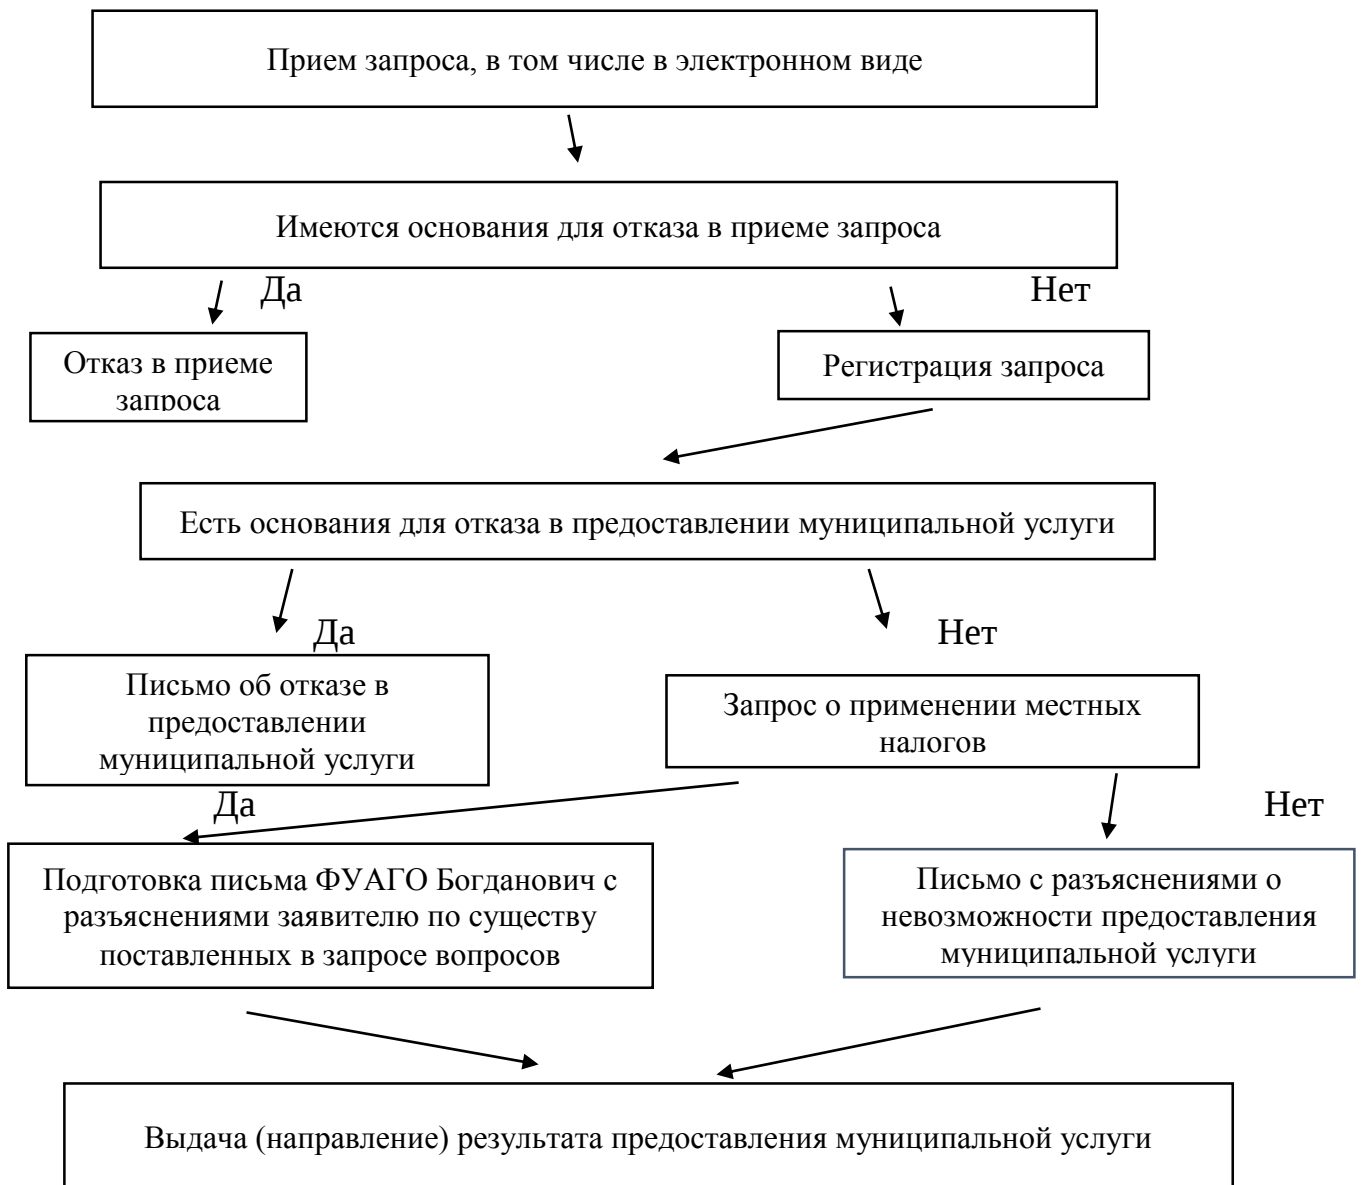 Прием запроса, в том числе в электронном виде
Имеются основания для отказа в приеме запроса
Да
Нет
Отказ в приеме
запроса
Регистрация запроса
Есть основания для отказа в предоставлении муниципальной услуги
Да
Нет
Письмо об отказе в
предоставлении
муниципальной услуги
Запрос о применении местных
налогов
Да
Нет
Подготовка письма ФУАГО Богданович с
разъяснениями заявителю по существу
поставленных в запросе вопросов
Письмо с разъяснениями о
невозможности предоставления
муниципальной услуги
Выдача (направление) результата предоставления муниципальной услуги